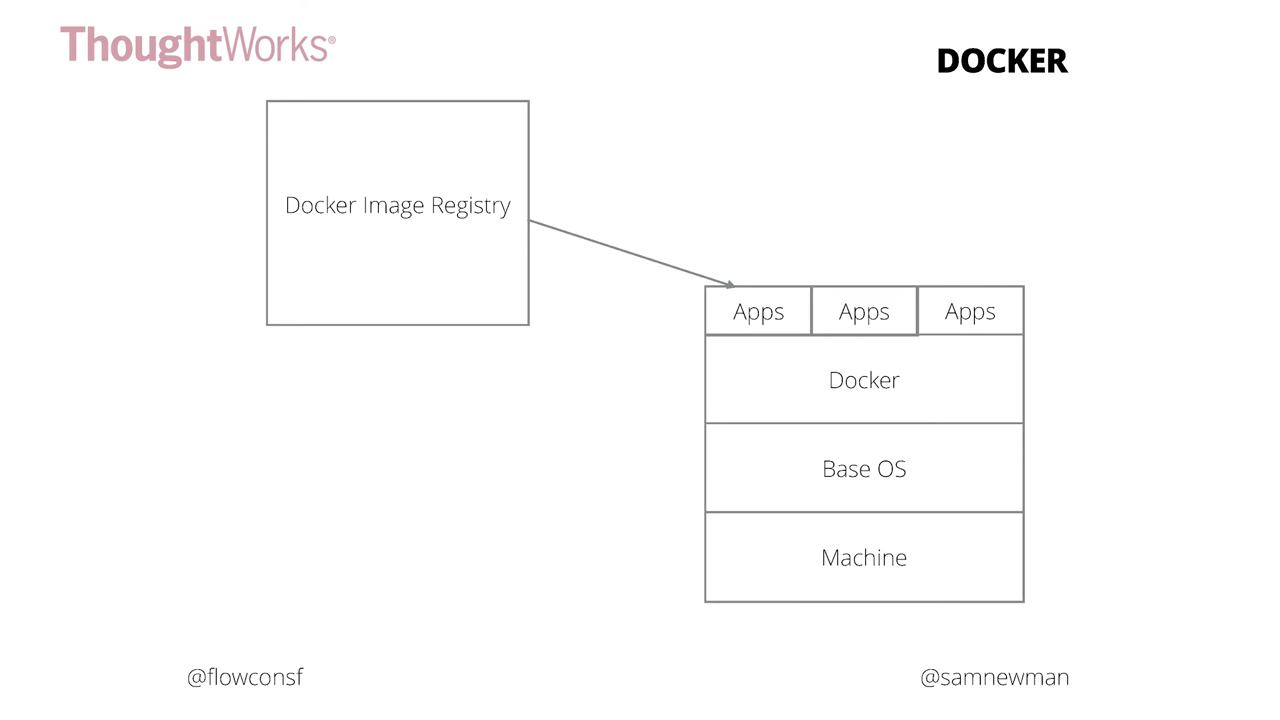 ThoughtWorks®
DOCKER
Docker Image Registry
Apps Apps Apps
Docker
Base OS
Machine
@flowconsf
@samnewman